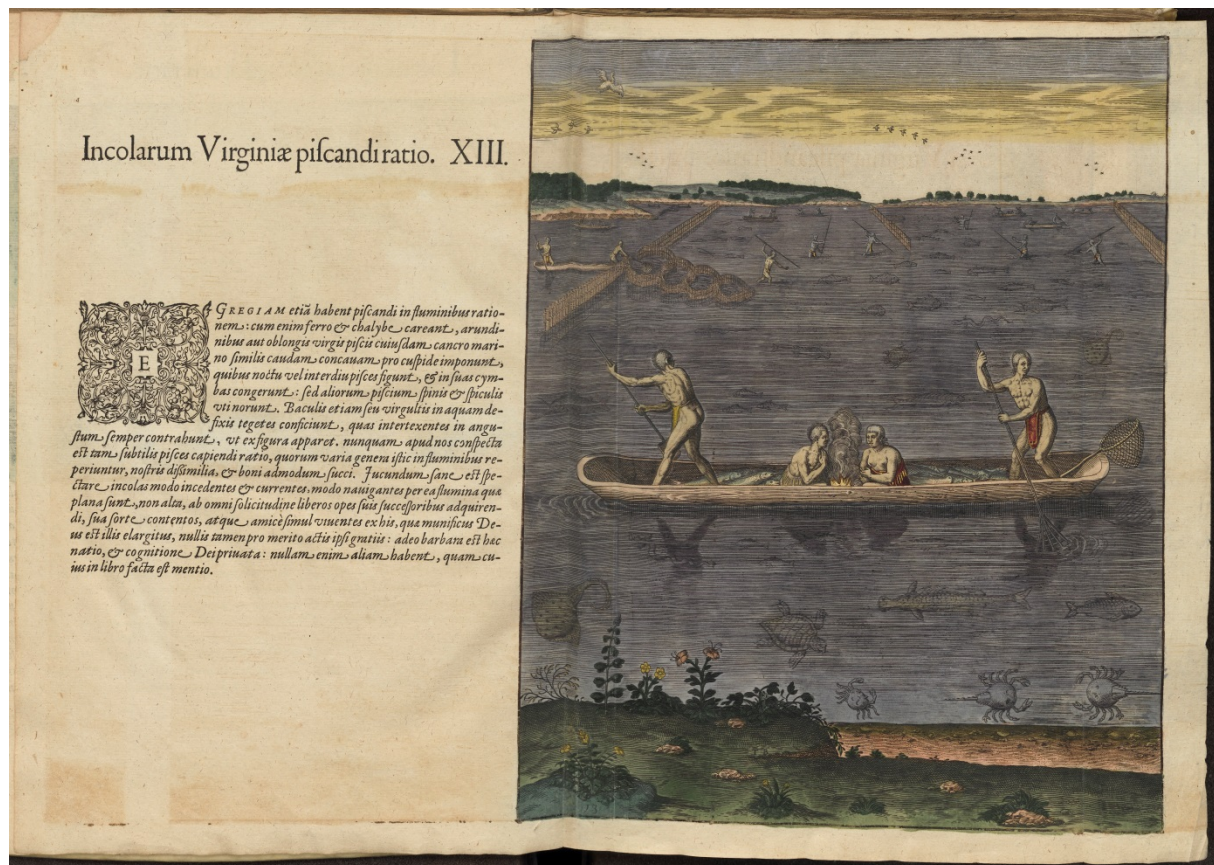 Incolarum Virginiæ piſcandi ratio. XIII.
EGREGIAM etiã habent piſcandi in fluminibus ratio-
nem: cum enim ferro & chalybe careant, arundi-
nibus aut oblongis virgis piſcis cuiuſdam cancro mari-
no ſimilis caudam concauam pro cuſpide imponunt,
quibus noctu vel interdiu piſces figunt, & in ſuas cym-
bas congerunt: ſed aliorum piſcium ſpinis & ſpiculis
vti norunt. Baculis etiam ſeu virgultis in aquam de-
fixis tegetes conficiunt, quas intertexentes in angu-
ſtum ſemper contrahunt, vt ex figura apparet. nunquam apud nos conſpecta
eſt tam ſubtilis piſces capiendi ratio, quorum varia genera iſtic in fluminibus re-
periuntur, noſtris diſsimilia, & boni admodum ſucci. Jucundum ſane eſt ſpe-
ctare incolas modo incedentes & currentes, modo nauigantes per ea flumina quæ
plana ſunt, non alta, ab omni ſolicitudine liberos opes ſuis ſucceſſoribus adquiren-
di, ſua ſorte contentos, atque amicè ſimul viuentes ex his, quæ munificus De-
us eſt illis elargitus, nullis tamen pro merito actis ipſi gratiis: adeo barbara eſt hæc
natio, & cognitione Dei priuata: nullam enim aliam habent, quam cu-
ius in libro facta eſt mentio.